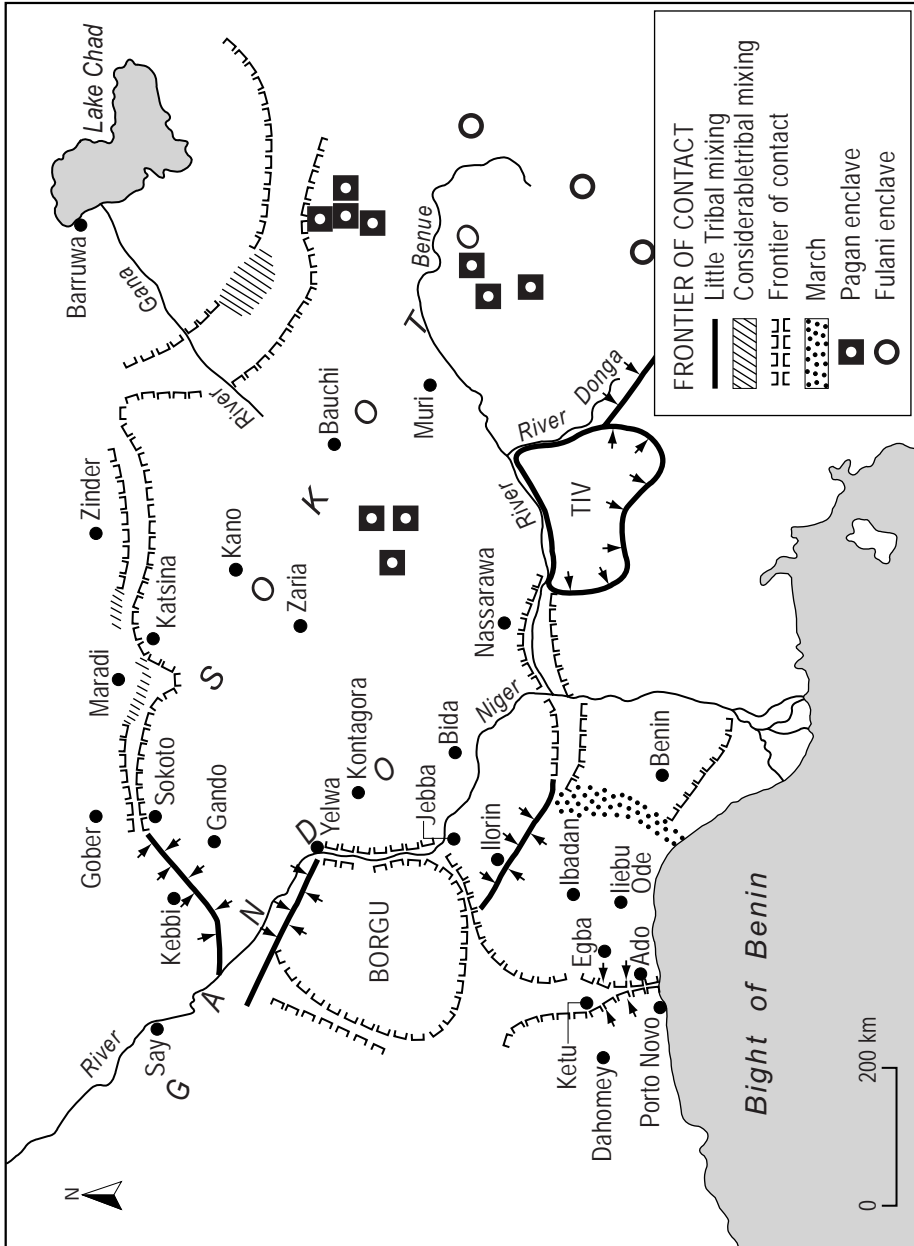 Lake Chad
Barruwa
River Gana
Zinder
Maradi
Katsina
Gober
Sokoto
Gando
Kebbi
Kano
Zaria
Bauchi
Muri
River Benue
River Donga
TIV
Nassarawa
River Niger
Say
Yelwa
Kontagora
Bida
Jebba
Ilorin
BORGU
Ibadan
Benin
Iiebu
Ode
Egba
Ado
Ketu
Dahomey
Porto Novo
G A N D
S K T
Bight of Benin
N
0 200 km
FRONTIER OF CONTACT
Little Tribal mixing
Considerabletribal mixing
Frontier of contact
March
Pagan enclave
Fulani enclave